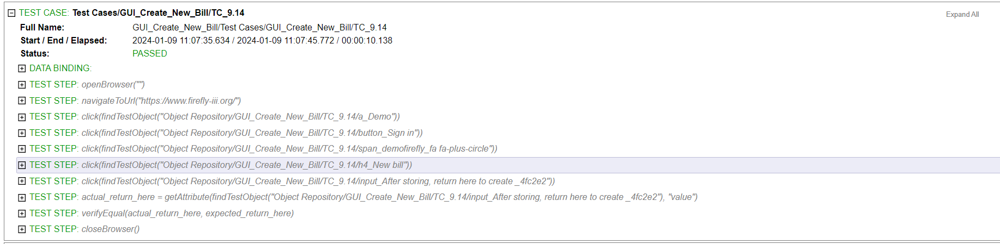 TEST CASE: Test Cases/GUI_Create_New_Bill/TC_9.14
Expand All
Full Name: GUI_Create_New_Bill/Test Cases/GUI_Create_New_Bill/TC_9.14
Start / End / Elapsed: 2024-01-09 11:07:35.634 / 2024-01-09 11:07:45.772 / 00:00:10.138
Status: PASSED
DATA BINDING:
TEST STEP: openBrowser("")
TEST STEP: navigateToUrl("https://www.firefly-iii.org/")
TEST STEP: click(findTestObject("Object Repository/GUI_Create_New_Bill/TC_9.14/a_Demo"))
TEST STEP: click(findTestObject("Object Repository/GUI_Create_New_Bill/TC_9.14/button_Sign in"))
TEST STEP: click(findTestObject("Object Repository/GUI_Create_New_Bill/TC_9.14/span_demofirefly_fa fa-plus-circle"))
TEST STEP: click(findTestObject("Object Repository/GUI_Create_New_Bill/TC_9.14/h4_New bill"))
TEST STEP: click(findTestObject("Object Repository/GUI_Create_New_Bill/TC_9.14/input_After storing, return here to create _4fc2e2"))
TEST STEP: actual_return_here = getAttribute(findTestObject("Object Repository/GUI_Create_New_Bill/TC_9.14/input_After storing, return here to create _4fc2e2"), "value")
TEST STEP: verifyEqual(actual_return_here, expected_return_here)
TEST STEP: closeBrowser()